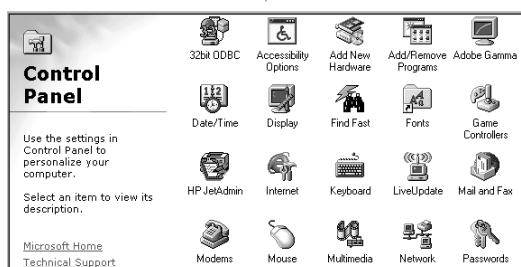 Control
Panel
Use the settings in
Control Panel to
personalize your
computer.
Select an item to view its
description.
Microsoft Home
Technical Support
32bit ODBC
Accessibility
Options
Add New
Hardware
Add/Remove
Programs
Adobe Gamma
Date/Time
Display
Find Fast
Fonts
Game
Controllers
HP JetAdmin
Internet
Keyboard
LiveUpdate
Mail and Fax
Modems
Mouse
Multimedia
Network
Passwords